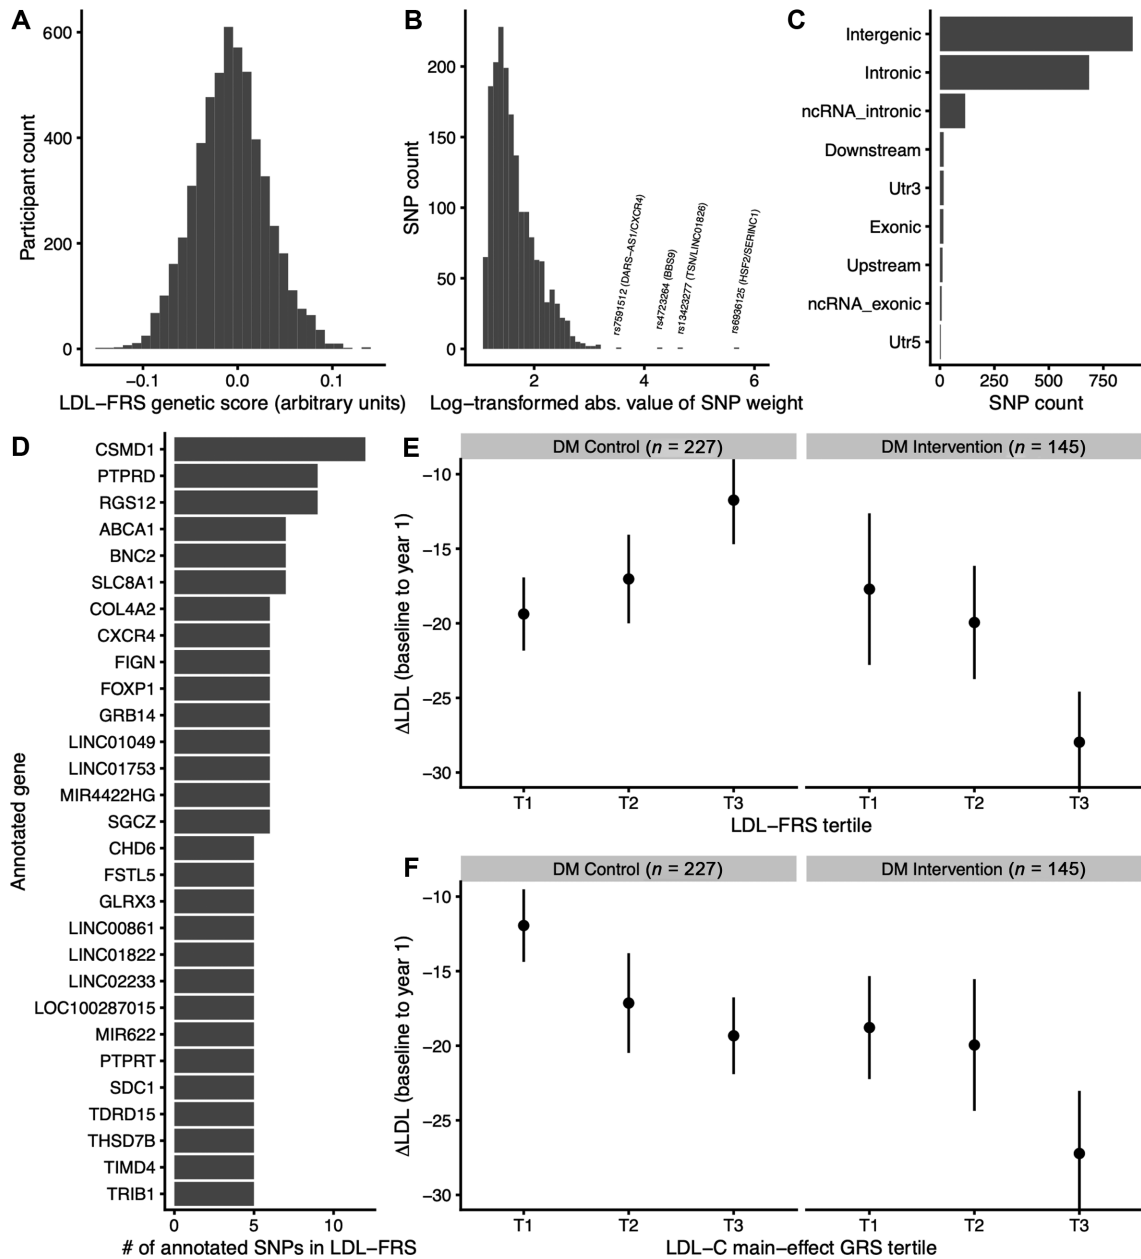 A
Participant count
600
400
200
0
−0.1
0.0
0.1
LDL−FRS genetic score (arbitrary units)
B
SNP count
200
150
100
50
0
rs7591512 (DARS−AS1/CXCR4)
rs4723264 (BBS9)
rs13423277 (TSN/LINC01826)
rs6936125 (HSF2/SERINC1)
2
4
6
Log−transformed abs. value of SNP weight
C
Intergenic
Intronic
ncRNA_intronic
Downstream
Utr3
Exonic
Upstream
ncRNA_exonic
Utr5
0
250
500
750
SNP count
D
Annotated gene
CSMD1
PTPRD
RGS12
ABCA1
BNC2
SLC8A1
COL4A2
CXCR4
FIGN
FOXP1
GRB14
LINC01049
LINC01753
MIR4422HG
SGCZ
CHD6
FSTL5
GLRX3
LINC00861
LINC01822
LINC02233
LOC100287015
MIR622
PTPRT
SDC1
TDRD15
THSD7B
TIMD4
TRIB1
0
5
10
# of annotated SNPs in LDL−FRS
E
DM Control (n = 227)
DM Intervention (n = 145)
ΔLDL (baseline to year 1)
−10
−15
−20
−25
−30
T1
T2
T3
T1
T2
T3
LDL−FRS tertile
F
DM Control (n = 227)
DM Intervention (n = 145)
ΔLDL (baseline to year 1)
−10
−15
−20
−25
−30
T1
T2
T3
T1
T2
T3
LDL−C main−effect GRS tertile